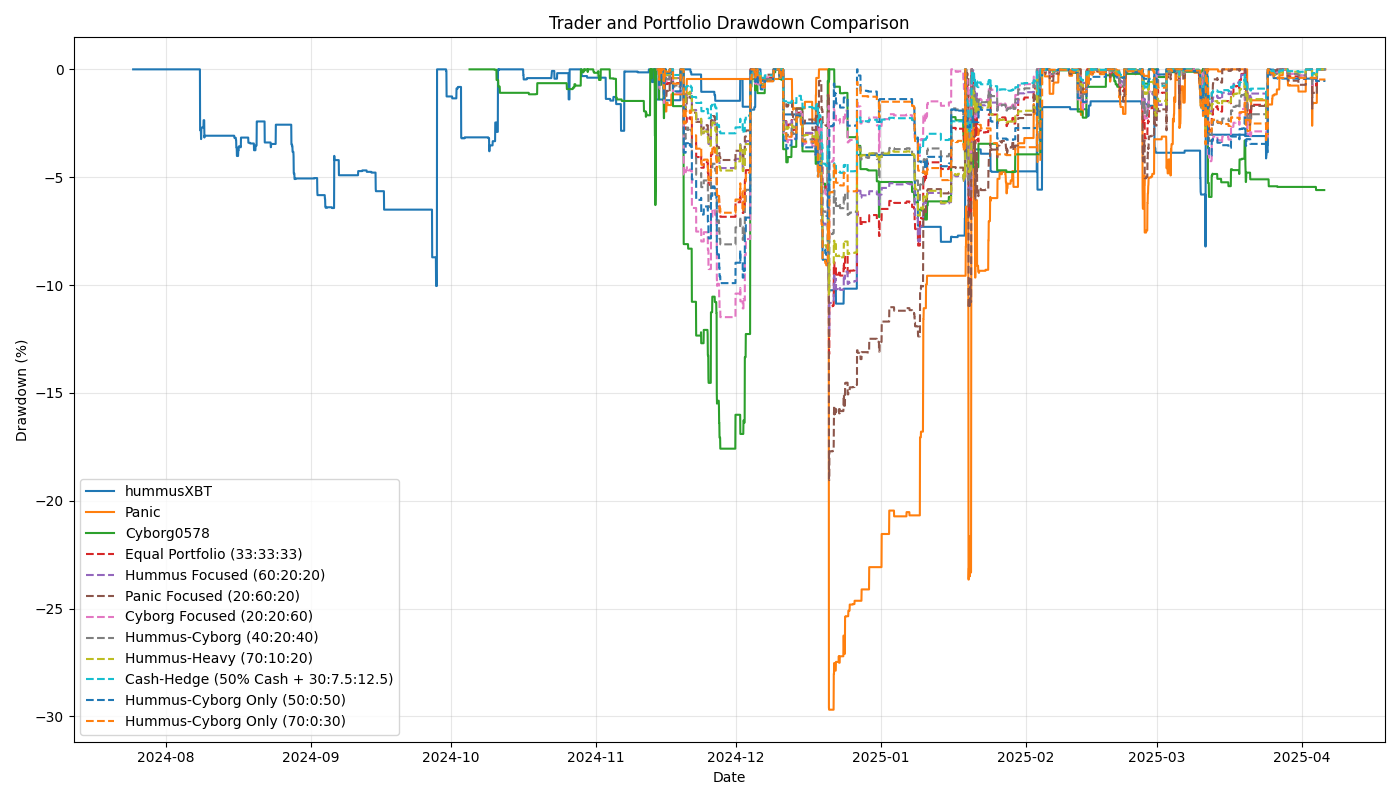 Trader and Portfolio Drawdown Comparison
Drawdown (%)
0
−5
−10
−15
−20
−25
−30
hummusXBT
Panic
Cyborg0578
Equal Portfolio (33:33:33)
Hummus Focused (60:20:20)
Panic Focused (20:60:20)
Cyborg Focused (20:20:60)
Hummus-Cyborg (40:20:40)
Hummus-Heavy (70:10:20)
Cash-Hedge (50% Cash + 30:7.5:12.5)
Hummus-Cyborg Only (50:0:50)
Hummus-Cyborg Only (70:0:30)
2024-08 2024-09 2024-10 2024-11 2024-12 2025-01 2025-02 2025-03 2025-04
Date